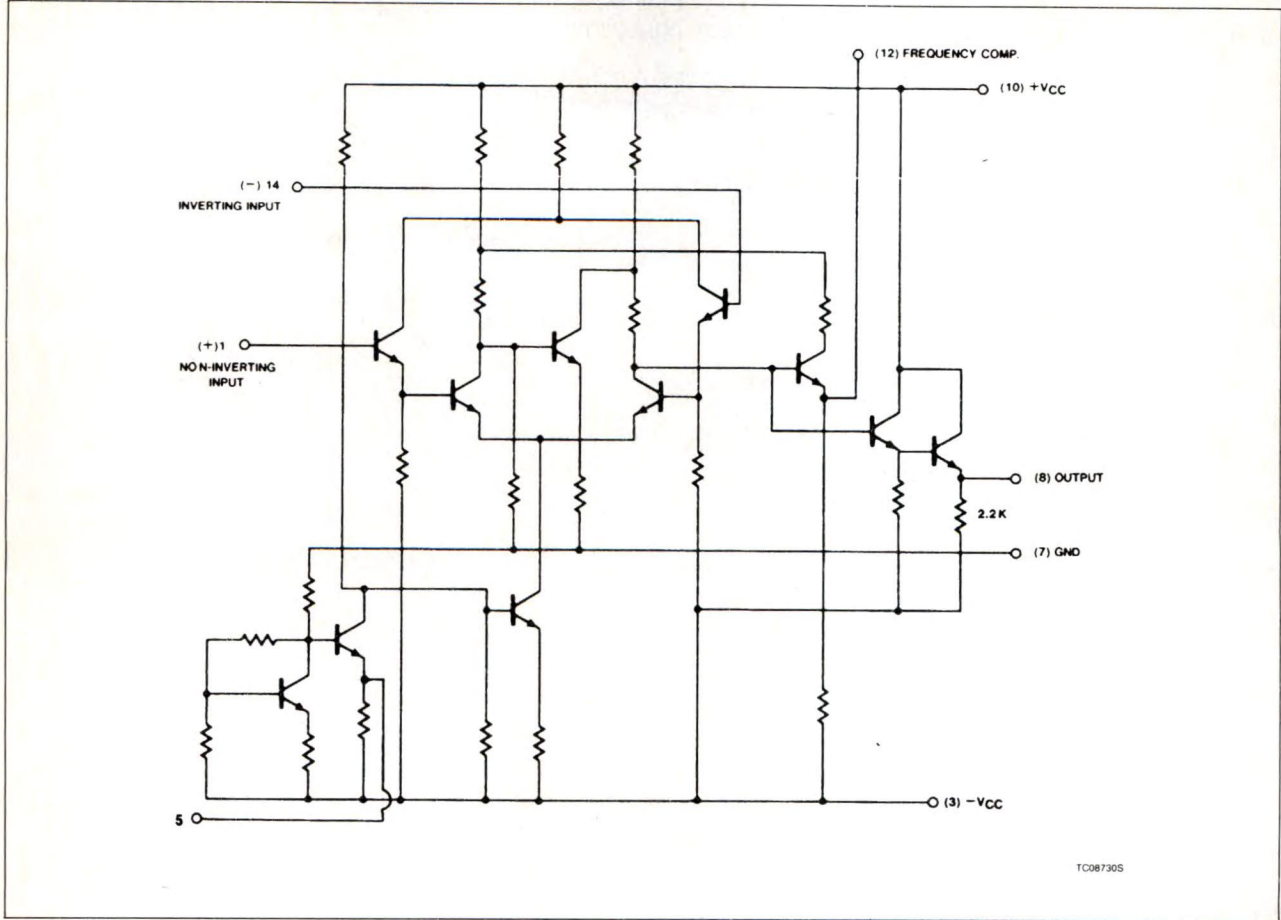 (12) FREQUENCY COMP.
(10) +VCC
(−) 14
INVERTING INPUT
(+)1
NON-INVERTING
INPUT
(8) OUTPUT
2.2K
(7) GND
(3) −VCC
5
TC08730S